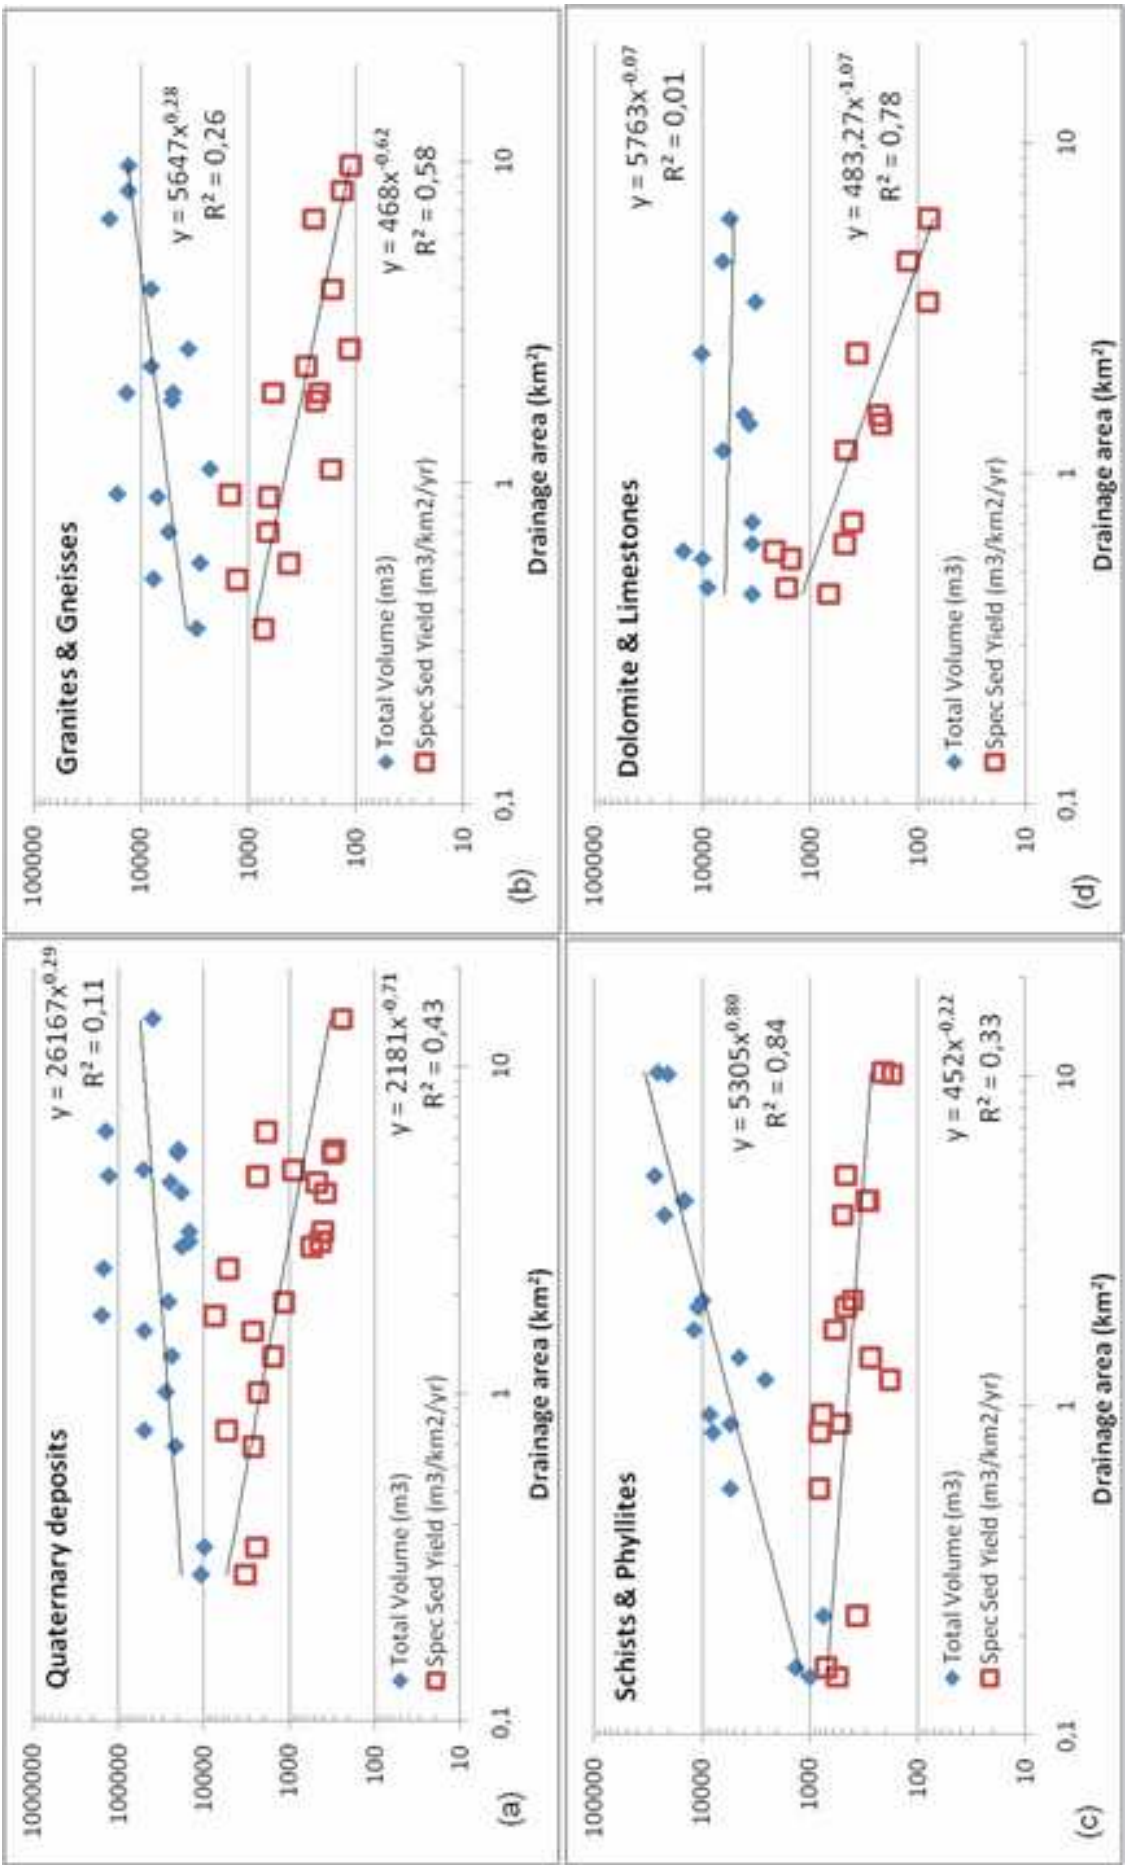 Quaternary deposits
1000000
100000
10000
1000
100
10
y = 26167x^0.29
R² = 0,11
y = 2181x^-0,71
R² = 0,43
Total Volume (m3)
Spec Sed Yield (m3/km2/yr)
0,1
1
10
Drainage area (km²)
(a)
Granites & Gneisses
100000
10000
1000
100
10
y = 5647x^0,28
R² = 0,26
y = 468x^-0,62
R² = 0,58
Total Volume (m3)
Spec Sed Yield (m3/km2/yr)
0,1
1
10
Drainage area (km²)
(b)
Schists & Phyllites
100000
10000
1000
100
10
y = 5305x^0,80
R² = 0,84
y = 452x^-0,22
R² = 0,33
Total Volume (m3)
Spec Sed Yield (m3/km2/yr)
0,1
1
10
Drainage area (km²)
(c)
Dolomite & Limestones
100000
10000
1000
100
10
y = 5763x^-0,07
R² = 0,01
y = 483,27x^-1,07
R² = 0,78
Total Volume (m3)
Spec Sed Yield (m3/km2/yr)
0,1
1
10
Drainage area (km²)
(d)